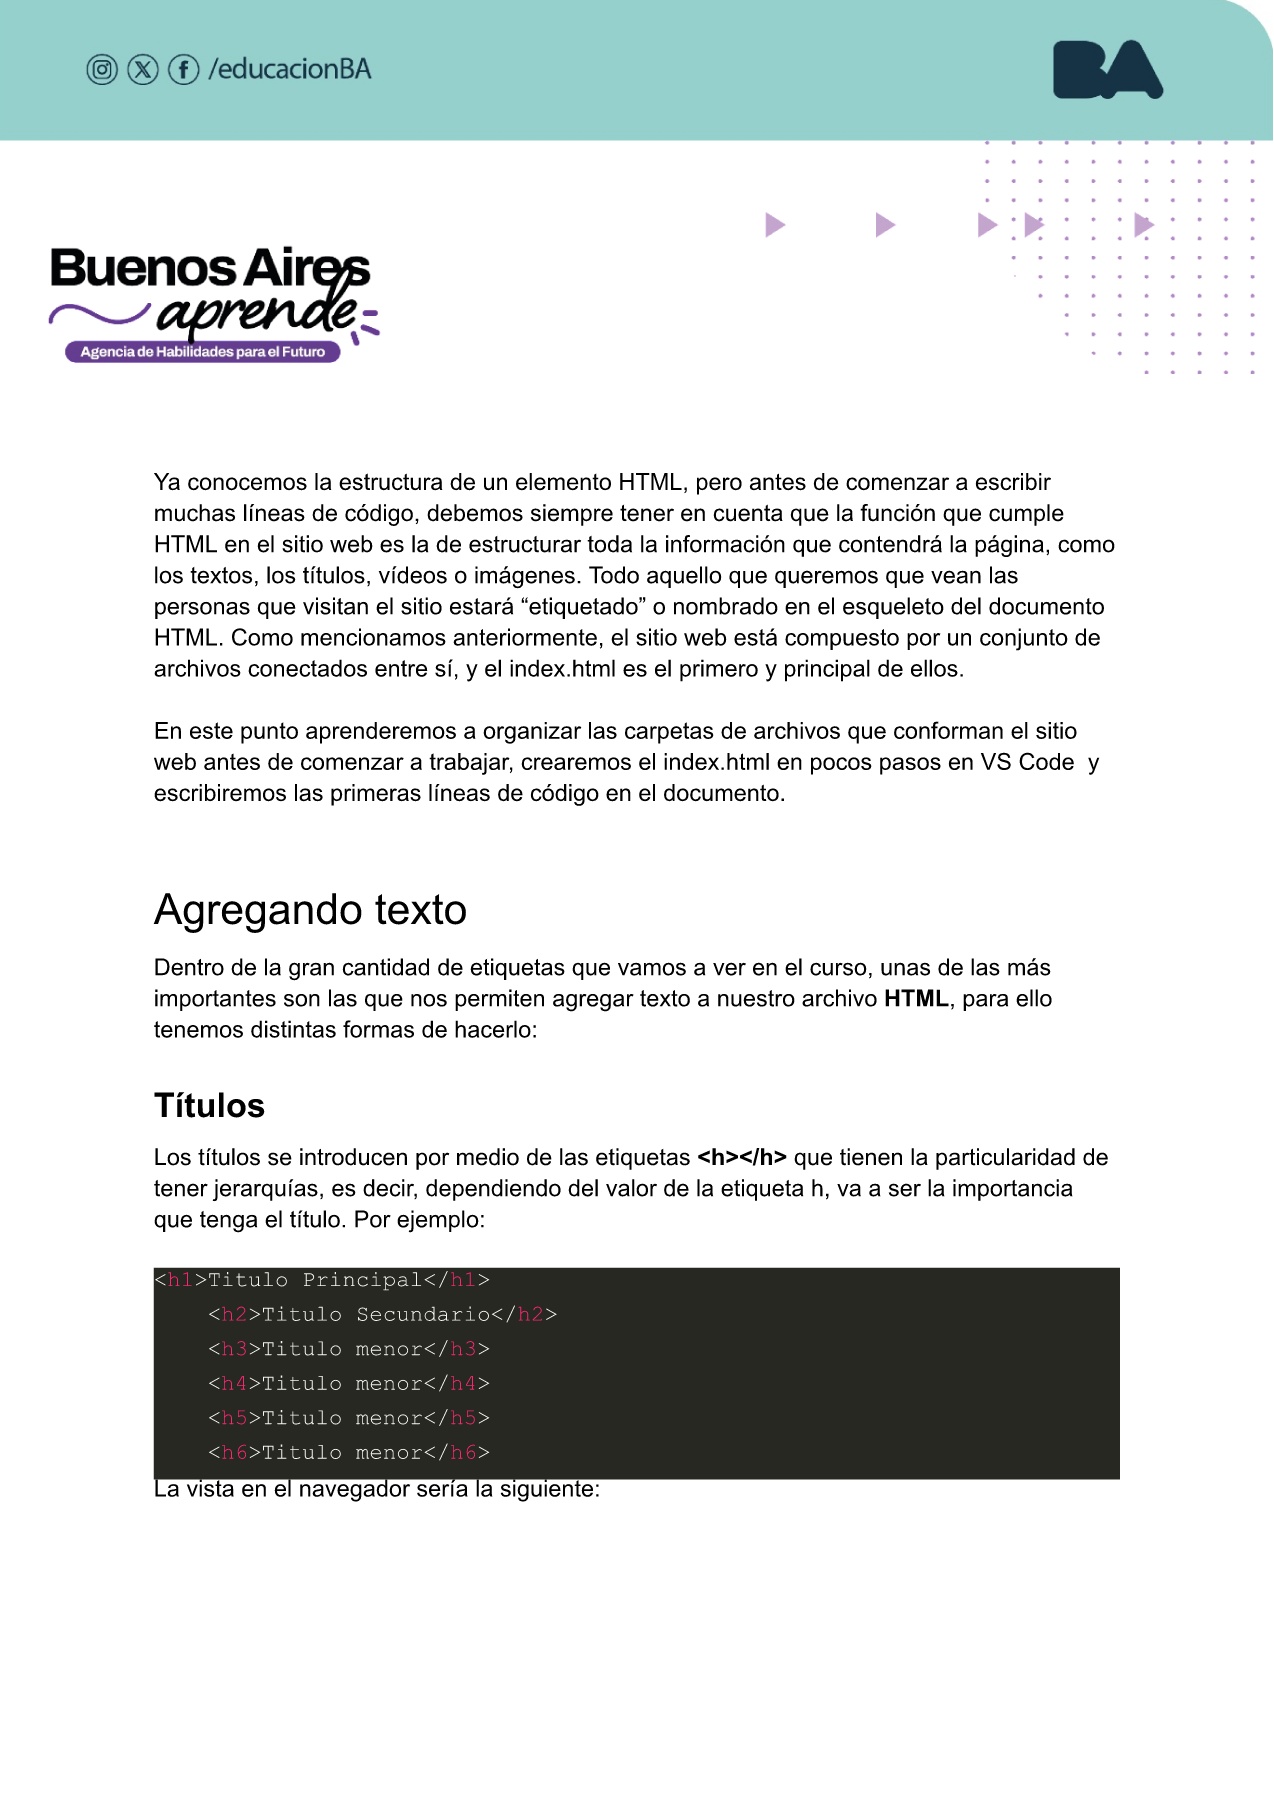 /educacionBA
BA
Buenos Aires
aprende
Agencia de Habilidades para el Futuro
Ya conocemos la estructura de un elemento HTML, pero antes de comenzar a escribir
muchas líneas de código, debemos siempre tener en cuenta que la función que cumple
HTML en el sitio web es la de estructurar toda la información que contendrá la página, como
los textos, los títulos, vídeos o imágenes. Todo aquello que queremos que vean las
personas que visitan el sitio estará “etiquetado” o nombrado en el esqueleto del documento
HTML. Como mencionamos anteriormente, el sitio web está compuesto por un conjunto de
archivos conectados entre sí, y el index.html es el primero y principal de ellos.
En este punto aprenderemos a organizar las carpetas de archivos que conforman el sitio
web antes de comenzar a trabajar, crearemos el index.html en pocos pasos en VS Code  y
escribiremos las primeras líneas de código en el documento.
Agregando texto
Dentro de la gran cantidad de etiquetas que vamos a ver en el curso, unas de las más
importantes son las que nos permiten agregar texto a nuestro archivo HTML, para ello
tenemos distintas formas de hacerlo:
Títulos
Los títulos se introducen por medio de las etiquetas <h></h> que tienen la particularidad de
tener jerarquías, es decir, dependiendo del valor de la etiqueta h, va a ser la importancia
que tenga el título. Por ejemplo:
<h1>Titulo Principal</h1>
    <h2>Titulo Secundario</h2>
    <h3>Titulo menor</h3>
    <h4>Titulo menor</h4>
    <h5>Titulo menor</h5>
    <h6>Titulo menor</h6>
La vista en el navegador sería la siguiente: